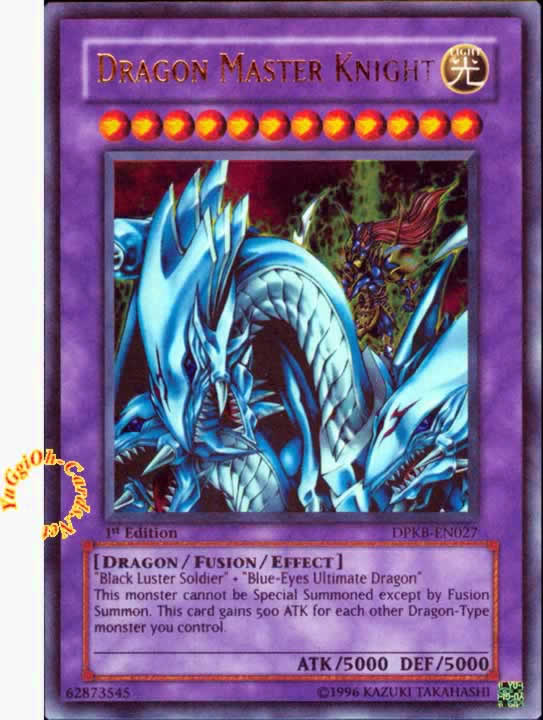 DRAGON MASTER KNIGHT
LIGHT
光
1st Edition
DPKB-EN027
YuGgiOh-Cards.Net
[DRAGON/FUSION/EFFECT]
"Black Luster Soldier" + "Blue-Eyes Ultimate Dragon"
This monster cannot be Special Summoned except by Fusion
Summon. This card gains 500 ATK for each other Dragon-Type
monster you control.
ATK/5000 DEF/5000
62873545
©1996 KAZUKI TAKAHASHI